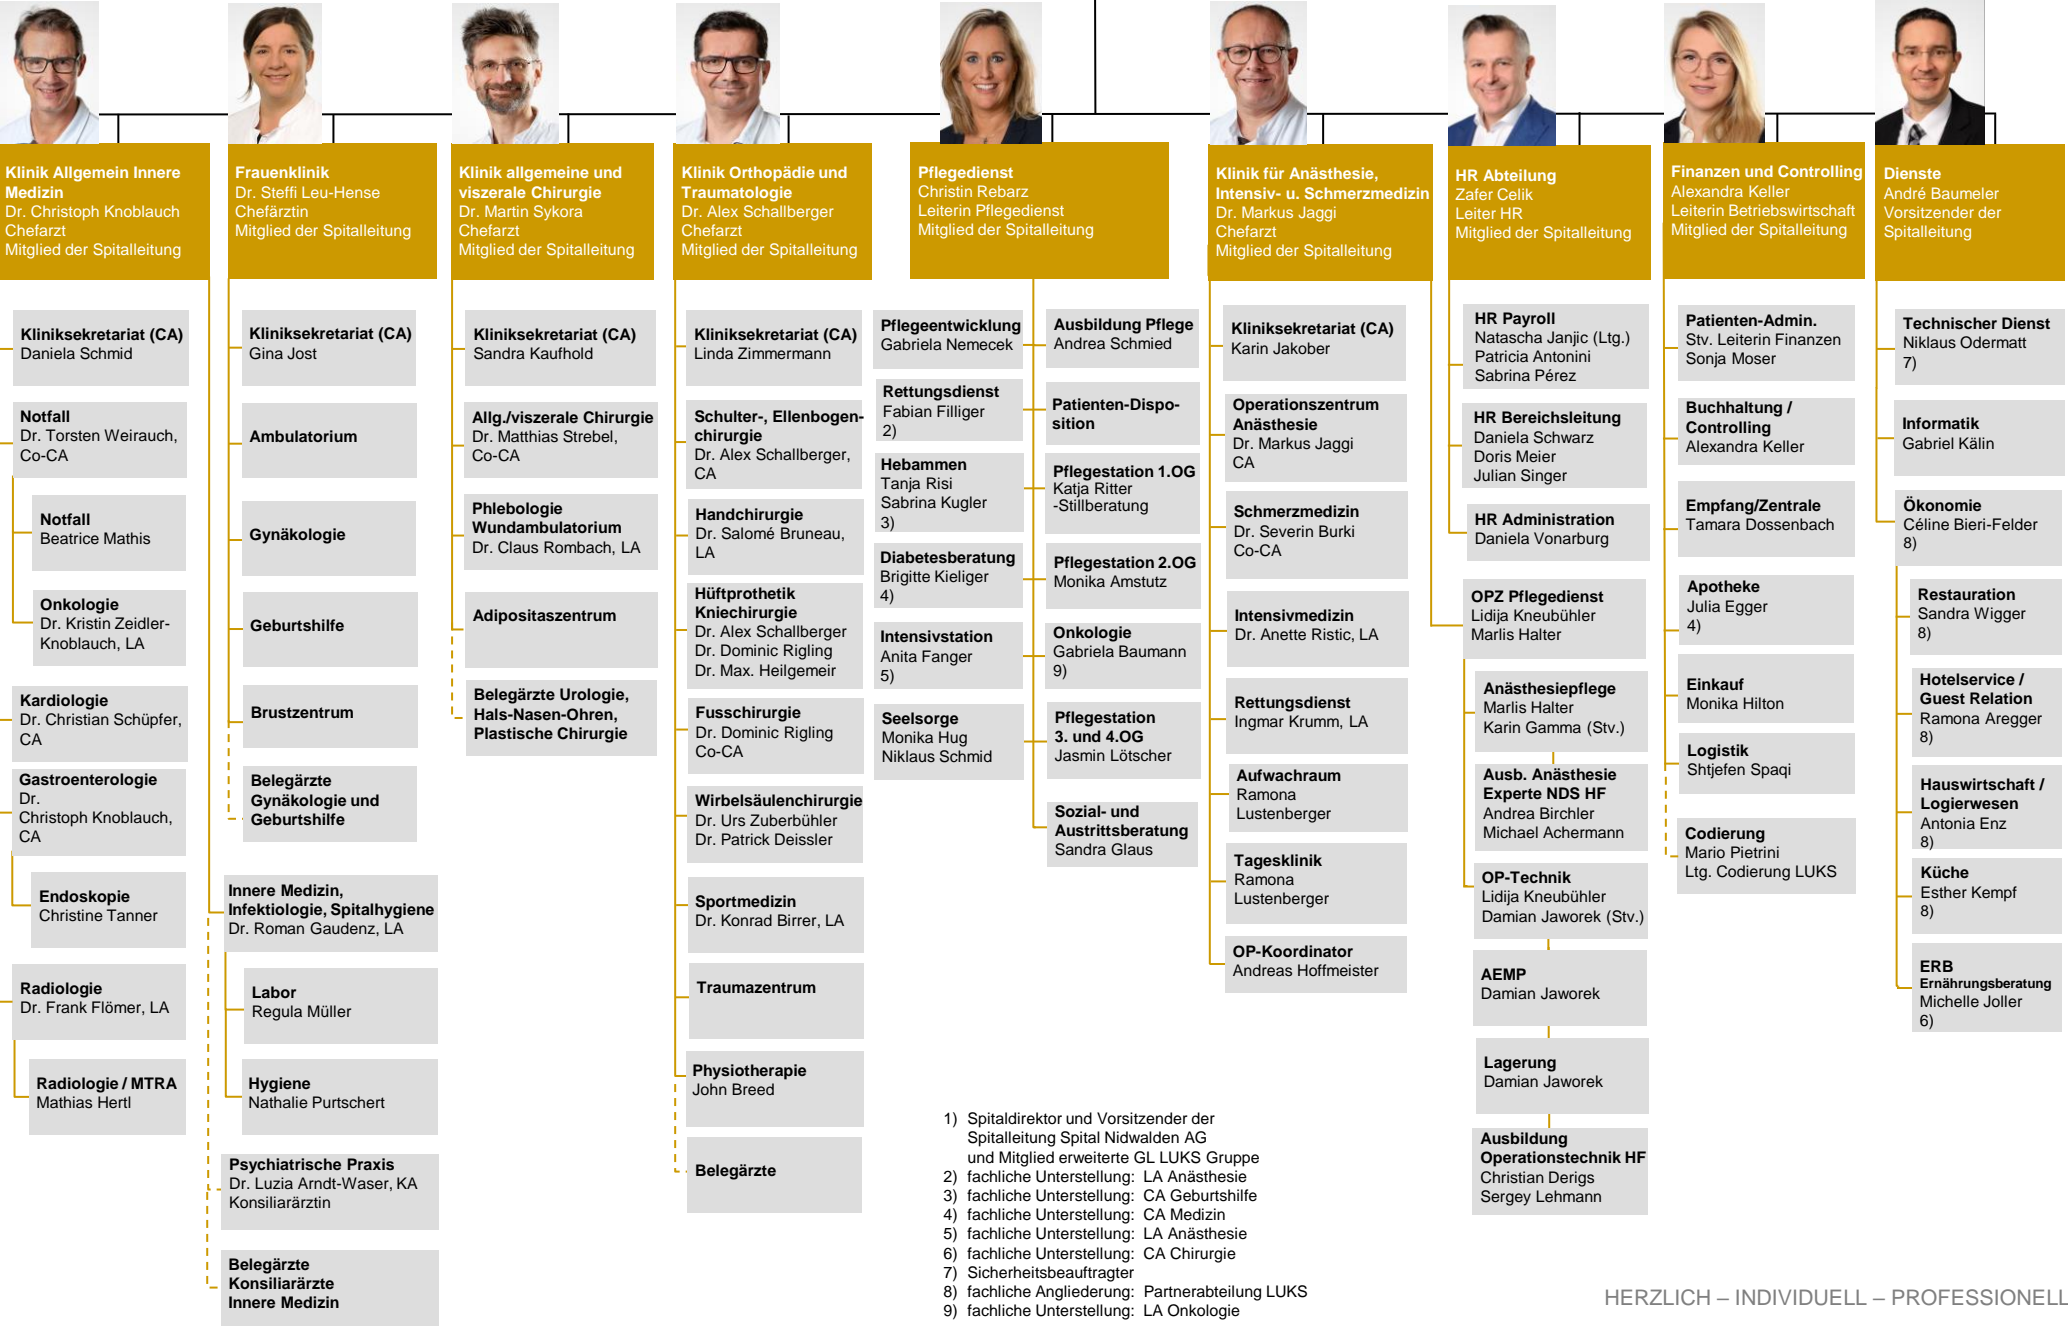 Klinik Allgemein Innere
Medizin
Dr. Christoph Knoblauch
Chefarzt
Mitglied der Spitalleitung
Kliniksekretariat (CA)
Daniela Schmid
Notfall
Dr. Torsten Weirauch,
Co-CA
Notfall
Beatrice Mathis
Onkologie
Dr. Kristin Zeidler-
Knoblauch, LA
Kardiologie
Dr. Christian Schüpfer,
CA
Gastroenterologie
Dr.
Christoph Knoblauch,
CA
Endoskopie
Christine Tanner
Radiologie
Dr. Frank Flömer, LA
Radiologie / MTRA
Mathias Hertl
Frauenklinik
Dr. Steffi Leu-Hense
Chefärztin
Mitglied der Spitalleitung
Kliniksekretariat (CA)
Gina Jost
Ambulatorium
Gynäkologie
Geburtshilfe
Brustzentrum
Belegärzte
Gynäkologie und
Geburtshilfe
Innere Medizin,
Infektiologie, Spitalhygiene
Dr. Roman Gaudenz, LA
Labor
Regula Müller
Hygiene
Nathalie Purtschert
Psychiatrische Praxis
Dr. Luzia Arndt-Waser, KA
Konsiliarärztin
Belegärzte
Konsiliarärzte
Innere Medizin
Klinik allgemeine und
viszerale Chirurgie
Dr. Martin Sykora
Chefarzt
Mitglied der Spitalleitung
Kliniksekretariat (CA)
Sandra Kaufhold
Allg./viszerale Chirurgie
Dr. Matthias Strebel,
Co-CA
Phlebologie
Wundambulatorium
Dr. Claus Rombach, LA
Adipositaszentrum
Belegärzte Urologie,
Hals-Nasen-Ohren,
Plastische Chirurgie
Klinik Orthopädie und
Traumatologie
Dr. Alex Schallberger
Chefarzt
Mitglied der Spitalleitung
Kliniksekretariat (CA)
Linda Zimmermann
Schulter-, Ellenbogen-
chirurgie
Dr. Alex Schallberger,
CA
Handchirurgie
Dr. Salomé Bruneau,
LA
Hüftprothetik
Kniechirurgie
Dr. Alex Schallberger
Dr. Dominic Rigling
Dr. Max. Heilgemeir
Fusschirurgie
Dr. Dominic Rigling
Co-CA
Wirbelsäulenchirurgie
Dr. Urs Zuberbühler
Dr. Patrick Deissler
Sportmedizin
Dr. Konrad Birrer, LA
Traumazentrum
Physiotherapie
John Breed
Belegärzte
Pflegedienst
Christin Rebarz
Leiterin Pflegedienst
Mitglied der Spitalleitung
Pflegeentwicklung
Gabriela Nemecek
Rettungsdienst
Fabian Filliger
2)
Hebammen
Tanja Risi
Sabrina Kugler
3)
Diabetesberatung
Brigitte Kieliger
4)
Intensivstation
Anita Fanger
5)
Seelsorge
Monika Hug
Niklaus Schmid
Ausbildung Pflege
Andrea Schmied
Patienten-Dispo-
sition
Pflegestation 1.OG
Katja Ritter
-Stillberatung
Pflegestation 2.OG
Monika Amstutz
Onkologie
Gabriela Baumann
9)
Pflegestation
3. und 4.OG
Jasmin Lötscher
Sozial- und
Austrittsberatung
Sandra Glaus
Klinik für Anästhesie,
Intensiv- u. Schmerzmedizin
Dr. Markus Jaggi
Chefarzt
Mitglied der Spitalleitung
Kliniksekretariat (CA)
Karin Jakober
Operationszentrum
Anästhesie
Dr. Markus Jaggi
CA
Schmerzmedizin
Dr. Severin Burki
Co-CA
Intensivmedizin
Dr. Anette Ristic, LA
Rettungsdienst
Ingmar Krumm, LA
Aufwachraum
Ramona
Lustenberger
Tagesklinik
Ramona
Lustenberger
OP-Koordinator
Andreas Hoffmeister
HR Abteilung
Zafer Celik
Leiter HR
Mitglied der Spitalleitung
HR Payroll
Natascha Janjic (Ltg.)
Patricia Antonini
Sabrina Pérez
HR Bereichsleitung
Daniela Schwarz
Doris Meier
Julian Singer
HR Administration
Daniela Vonarburg
OPZ Pflegedienst
Lidija Kneubühler
Marlis Halter
Anästhesiepflege
Marlis Halter
Karin Gamma (Stv.)
Ausb. Anästhesie
Experte NDS HF
Andrea Birchler
Michael Achermann
OP-Technik
Lidija Kneubühler
Damian Jaworek (Stv.)
AEMP
Damian Jaworek
Lagerung
Damian Jaworek
Ausbildung
Operationstechnik HF
Christian Derigs
Sergey Lehmann
Finanzen und Controlling
Alexandra Keller
Leiterin Betriebswirtschaft
Mitglied der Spitalleitung
Patienten-Admin.
Stv. Leiterin Finanzen
Sonja Moser
Buchhaltung /
Controlling
Alexandra Keller
Empfang/Zentrale
Tamara Dossenbach
Apotheke
Julia Egger
4)
Einkauf
Monika Hilton
Logistik
Shtjefen Spaqi
Codierung
Mario Pietrini
Ltg. Codierung LUKS
Dienste
André Baumeler
Vorsitzender der
Spitalleitung
Technischer Dienst
Niklaus Odermatt
7)
Informatik
Gabriel Kälin
Ökonomie
Céline Bieri-Felder
8)
Restauration
Sandra Wigger
8)
Hotelservice /
Guest Relation
Ramona Aregger
8)
Hauswirtschaft /
Logierwesen
Antonia Enz
8)
Küche
Esther Kempf
8)
ERB
Ernährungsberatung
Michelle Joller
6)
1) Spitaldirektor und Vorsitzender der
Spitalleitung Spital Nidwalden AG
und Mitglied erweiterte GL LUKS Gruppe
2) fachliche Unterstellung: LA Anästhesie
3) fachliche Unterstellung: CA Geburtshilfe
4) fachliche Unterstellung: CA Medizin
5) fachliche Unterstellung: LA Anästhesie
6) fachliche Unterstellung: CA Chirurgie
7) Sicherheitsbeauftragter
8) fachliche Angliederung: Partnerabteilung LUKS
9) fachliche Unterstellung: LA Onkologie
HERZLICH – INDIVIDUELL – PROFESSIONELL